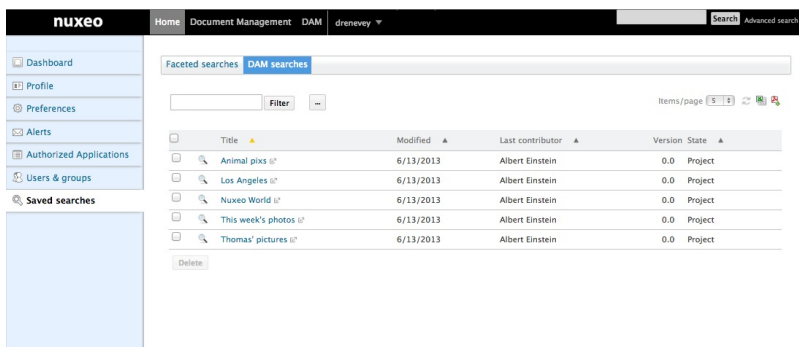 nuxeo Home Document Management DAM drenevey Search Advanced search
Dashboard
Profile
Preferences
Alerts
Authorized Applications
Users & groups
Saved searches
Faceted searches DAM searches
Filter ... Items/page 5
Title Modified Last contributor Version State
Animal pixs 6/13/2013 Albert Einstein 0.0 Project
Los Angeles 6/13/2013 Albert Einstein 0.0 Project
Nuxeo World 6/13/2013 Albert Einstein 0.0 Project
This week's photos 6/13/2013 Albert Einstein 0.0 Project
Thomas' pictures 6/13/2013 Albert Einstein 0.0 Project
Delete